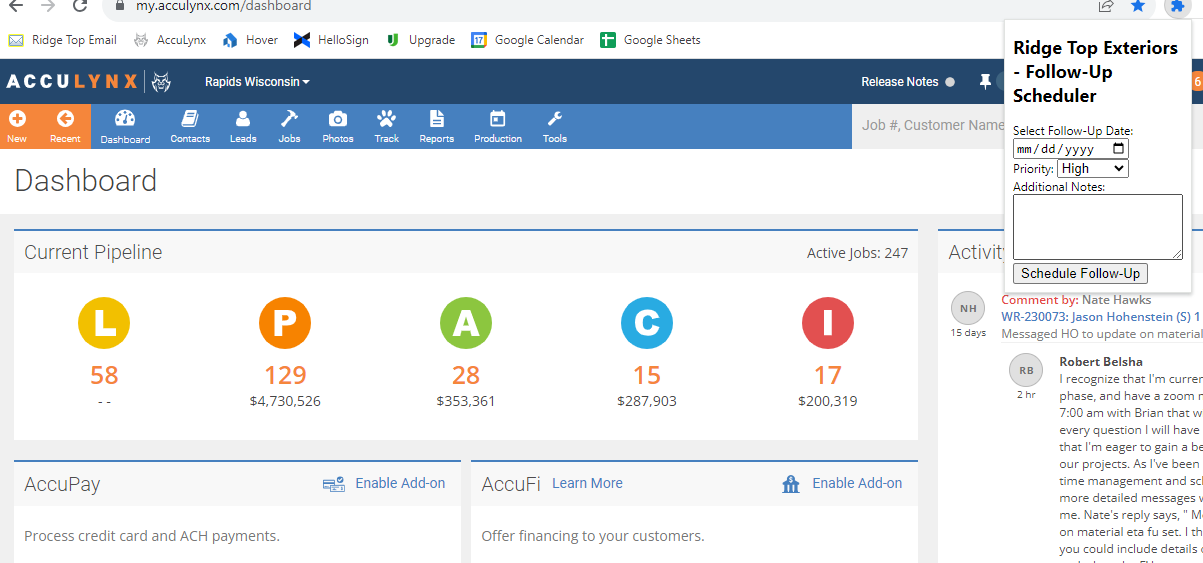 my.acculynx.com/dashboard
Ridge Top Email
AccuLynx
Hover
HelloSign
Upgrade
17
Google Calendar
Google Sheets
ACCULYNX
Rapids Wisconsin
Release Notes
6
New
Recent
Dashboard
Contacts
Leads
Jobs
Photos
Track
Reports
Production
Tools
Job #, Customer Name
Ridge Top Exteriors
- Follow-Up
Scheduler
Select Follow-Up Date:
mm/dd/yyyy
Priority: High
Additional Notes:
Schedule Follow-Up
Dashboard
Current Pipeline
Active Jobs: 247
L
P
A
C
I
58
129
28
15
17
- -
$4,730,526
$353,361
$287,903
$200,319
AccuPay
Enable Add-on
Process credit card and ACH payments.
AccuFi
Learn More
Enable Add-on
Offer financing to your customers.
Activity
NH
15 days
Comment by: Nate Hawks
WR-230073: Jason Hohenstein (S) 1
Messaged HO to update on material
RB
2 hr
Robert Belsha
I recognize that I'm curren
phase, and have a zoom m
7:00 am with Brian that w
every question I will have
that I'm eager to gain a be
our projects. As I've been
time management and sch
more detailed messages w
me. Nate's reply says, " Me
on material eta fu set. I th
you could include details o